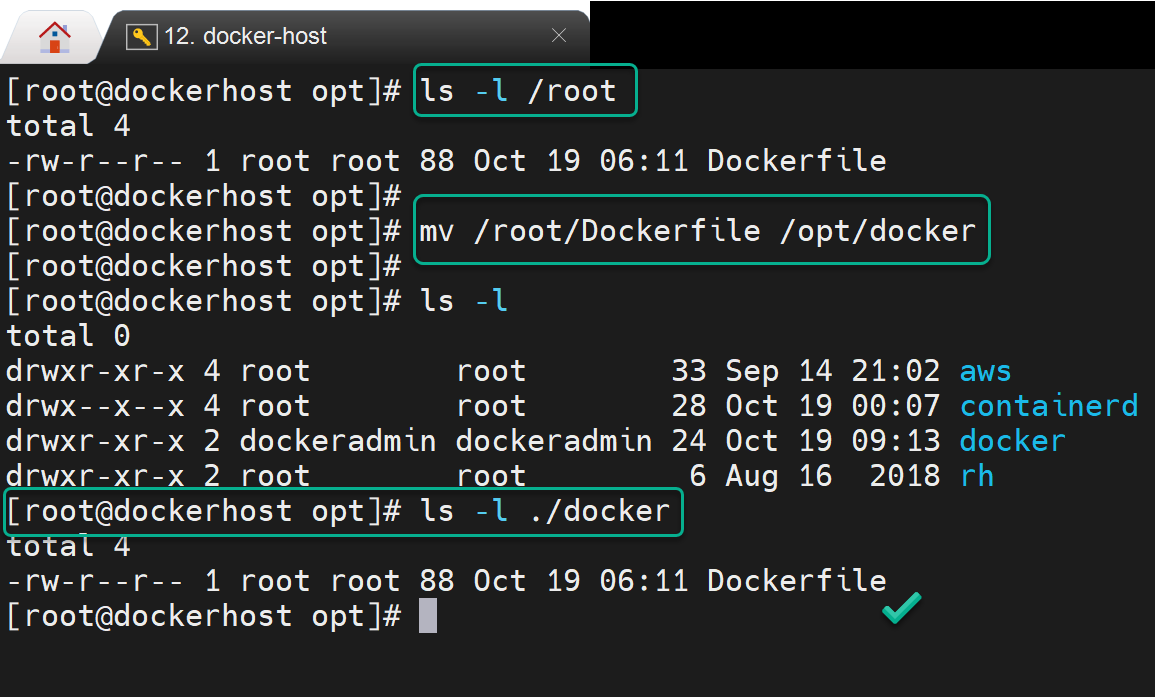 12. docker-host
[root@dockerhost opt]# ls -l /root
total 4
-rw-r--r-- 1 root root 88 Oct 19 06:11 Dockerfile
[root@dockerhost opt]#
[root@dockerhost opt]# mv /root/Dockerfile /opt/docker
[root@dockerhost opt]#
[root@dockerhost opt]# ls -l
total 0
drwxr-xr-x 4 root        root        33 Sep 14 21:02 aws
drwx--x--x 4 root        root        28 Oct 19 00:07 containerd
drwxr-xr-x 2 dockeradmin dockeradmin 24 Oct 19 09:13 docker
drwxr-xr-x 2 root        root         6 Aug 16  2018 rh
[root@dockerhost opt]# ls -l ./docker
total 4
-rw-r--r-- 1 root root 88 Oct 19 06:11 Dockerfile
[root@dockerhost opt]#